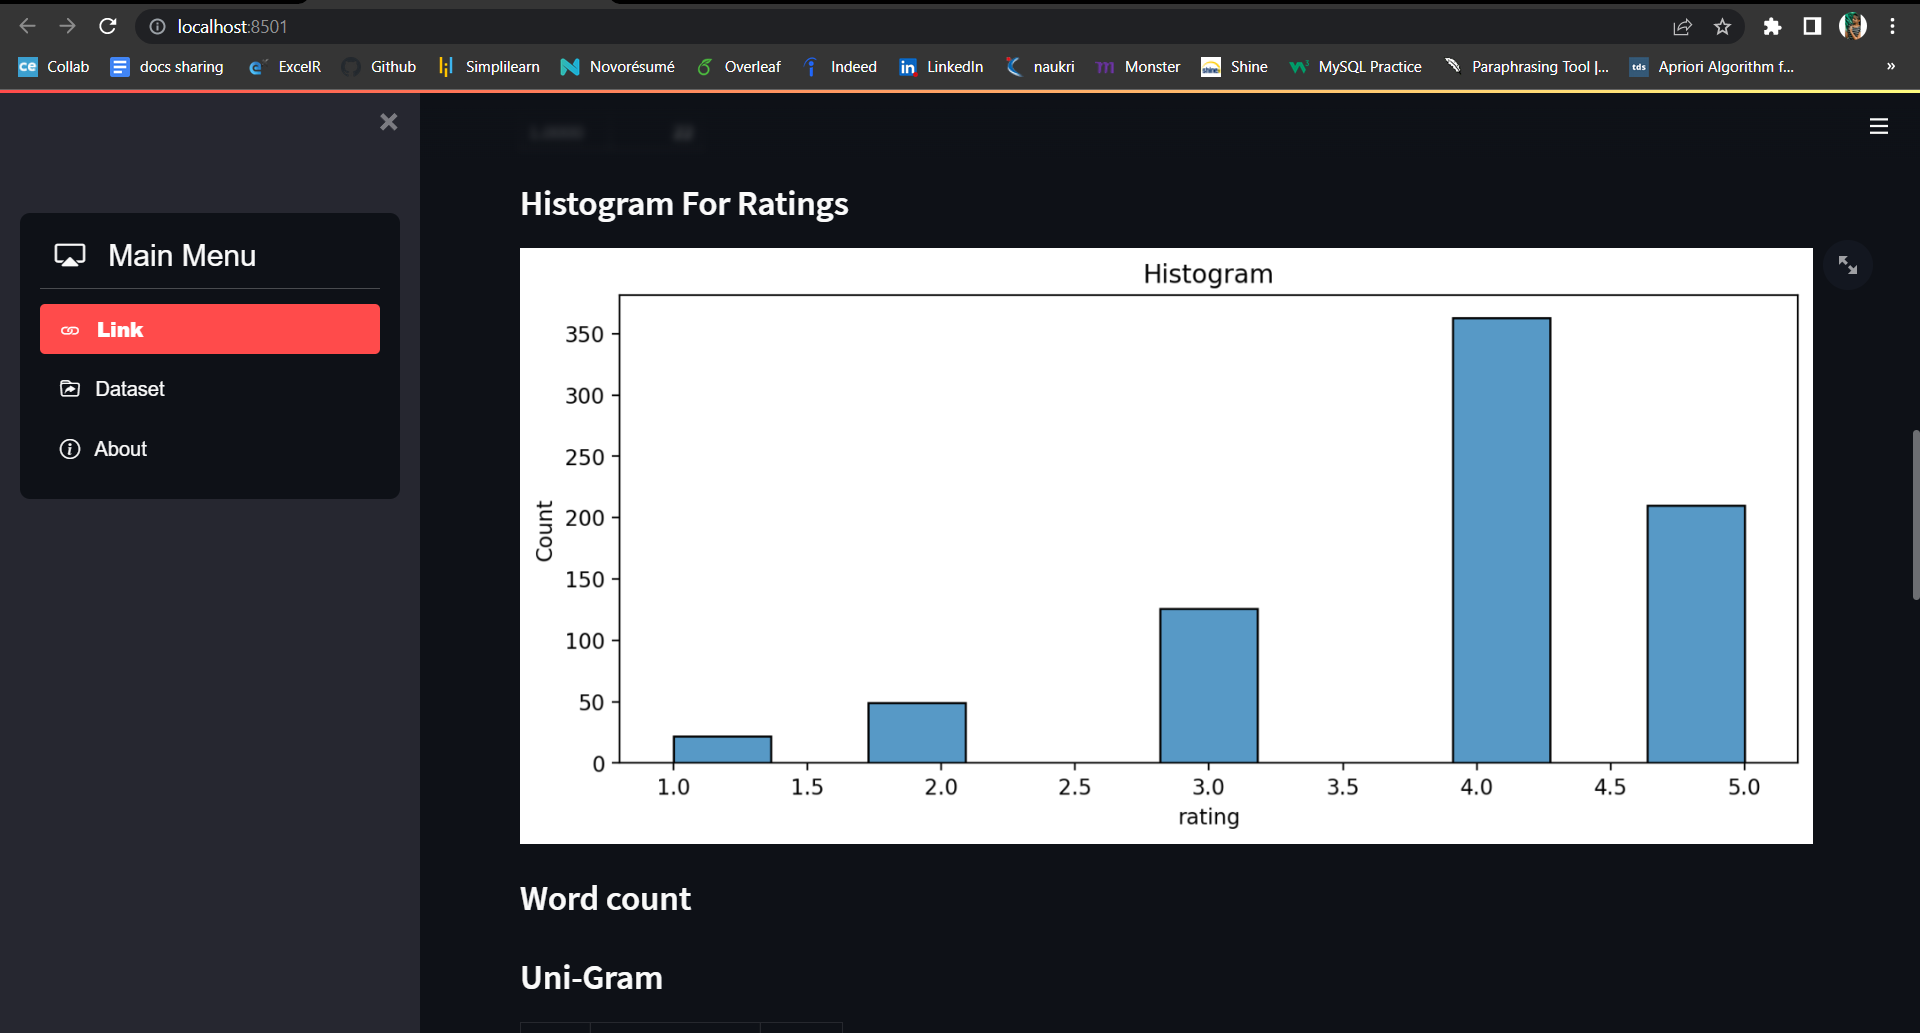 localhost:8501
Collab docs sharing ExcelR Github Simplilearn Novorésumé Overleaf Indeed LinkedIn naukri Monster Shine MySQL Practice Paraphrasing Tool |... Apriori Algorithm f... »
Main Menu
Link
Dataset
About
Histogram For Ratings
Histogram
350
300
250
200
150
100
50
0
Count
1.0 1.5 2.0 2.5 3.0 3.5 4.0 4.5 5.0
rating
Word count
Uni-Gram